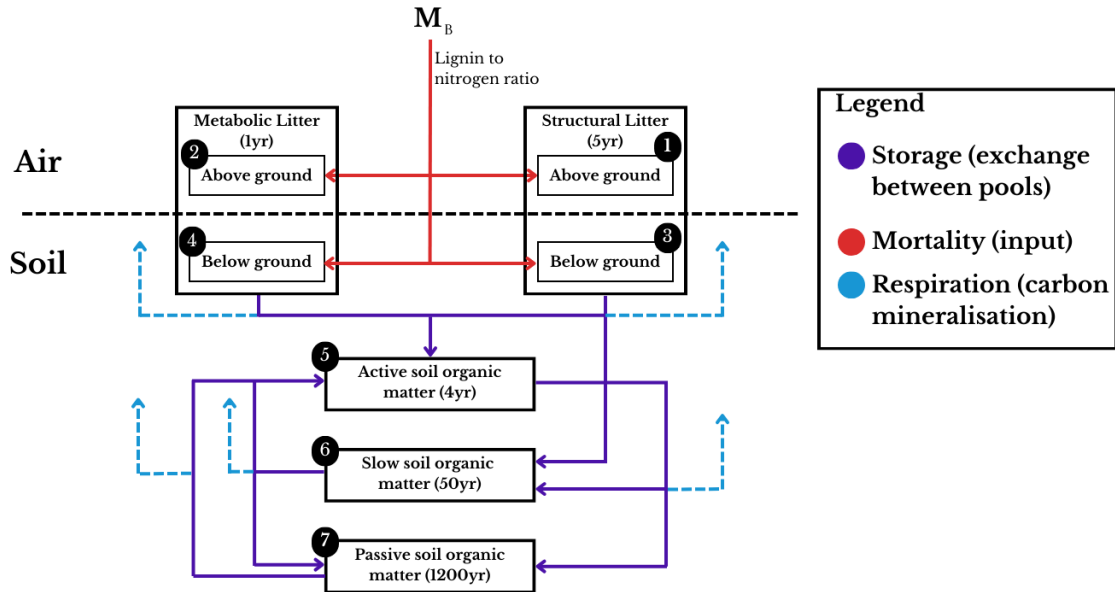 M_B
Lignin to
nitrogen ratio
Metabolic Litter
(1yr)
2
Above ground
4
Below ground
Structural Litter
(5yr)
1
Above ground
3
Below ground
Air
Soil
5
Active soil organic
matter (4yr)
6
Slow soil organic
matter (50yr)
7
Passive soil organic
matter (1200yr)
Legend
Storage (exchange
between pools)
Mortality (input)
Respiration (carbon
mineralisation)